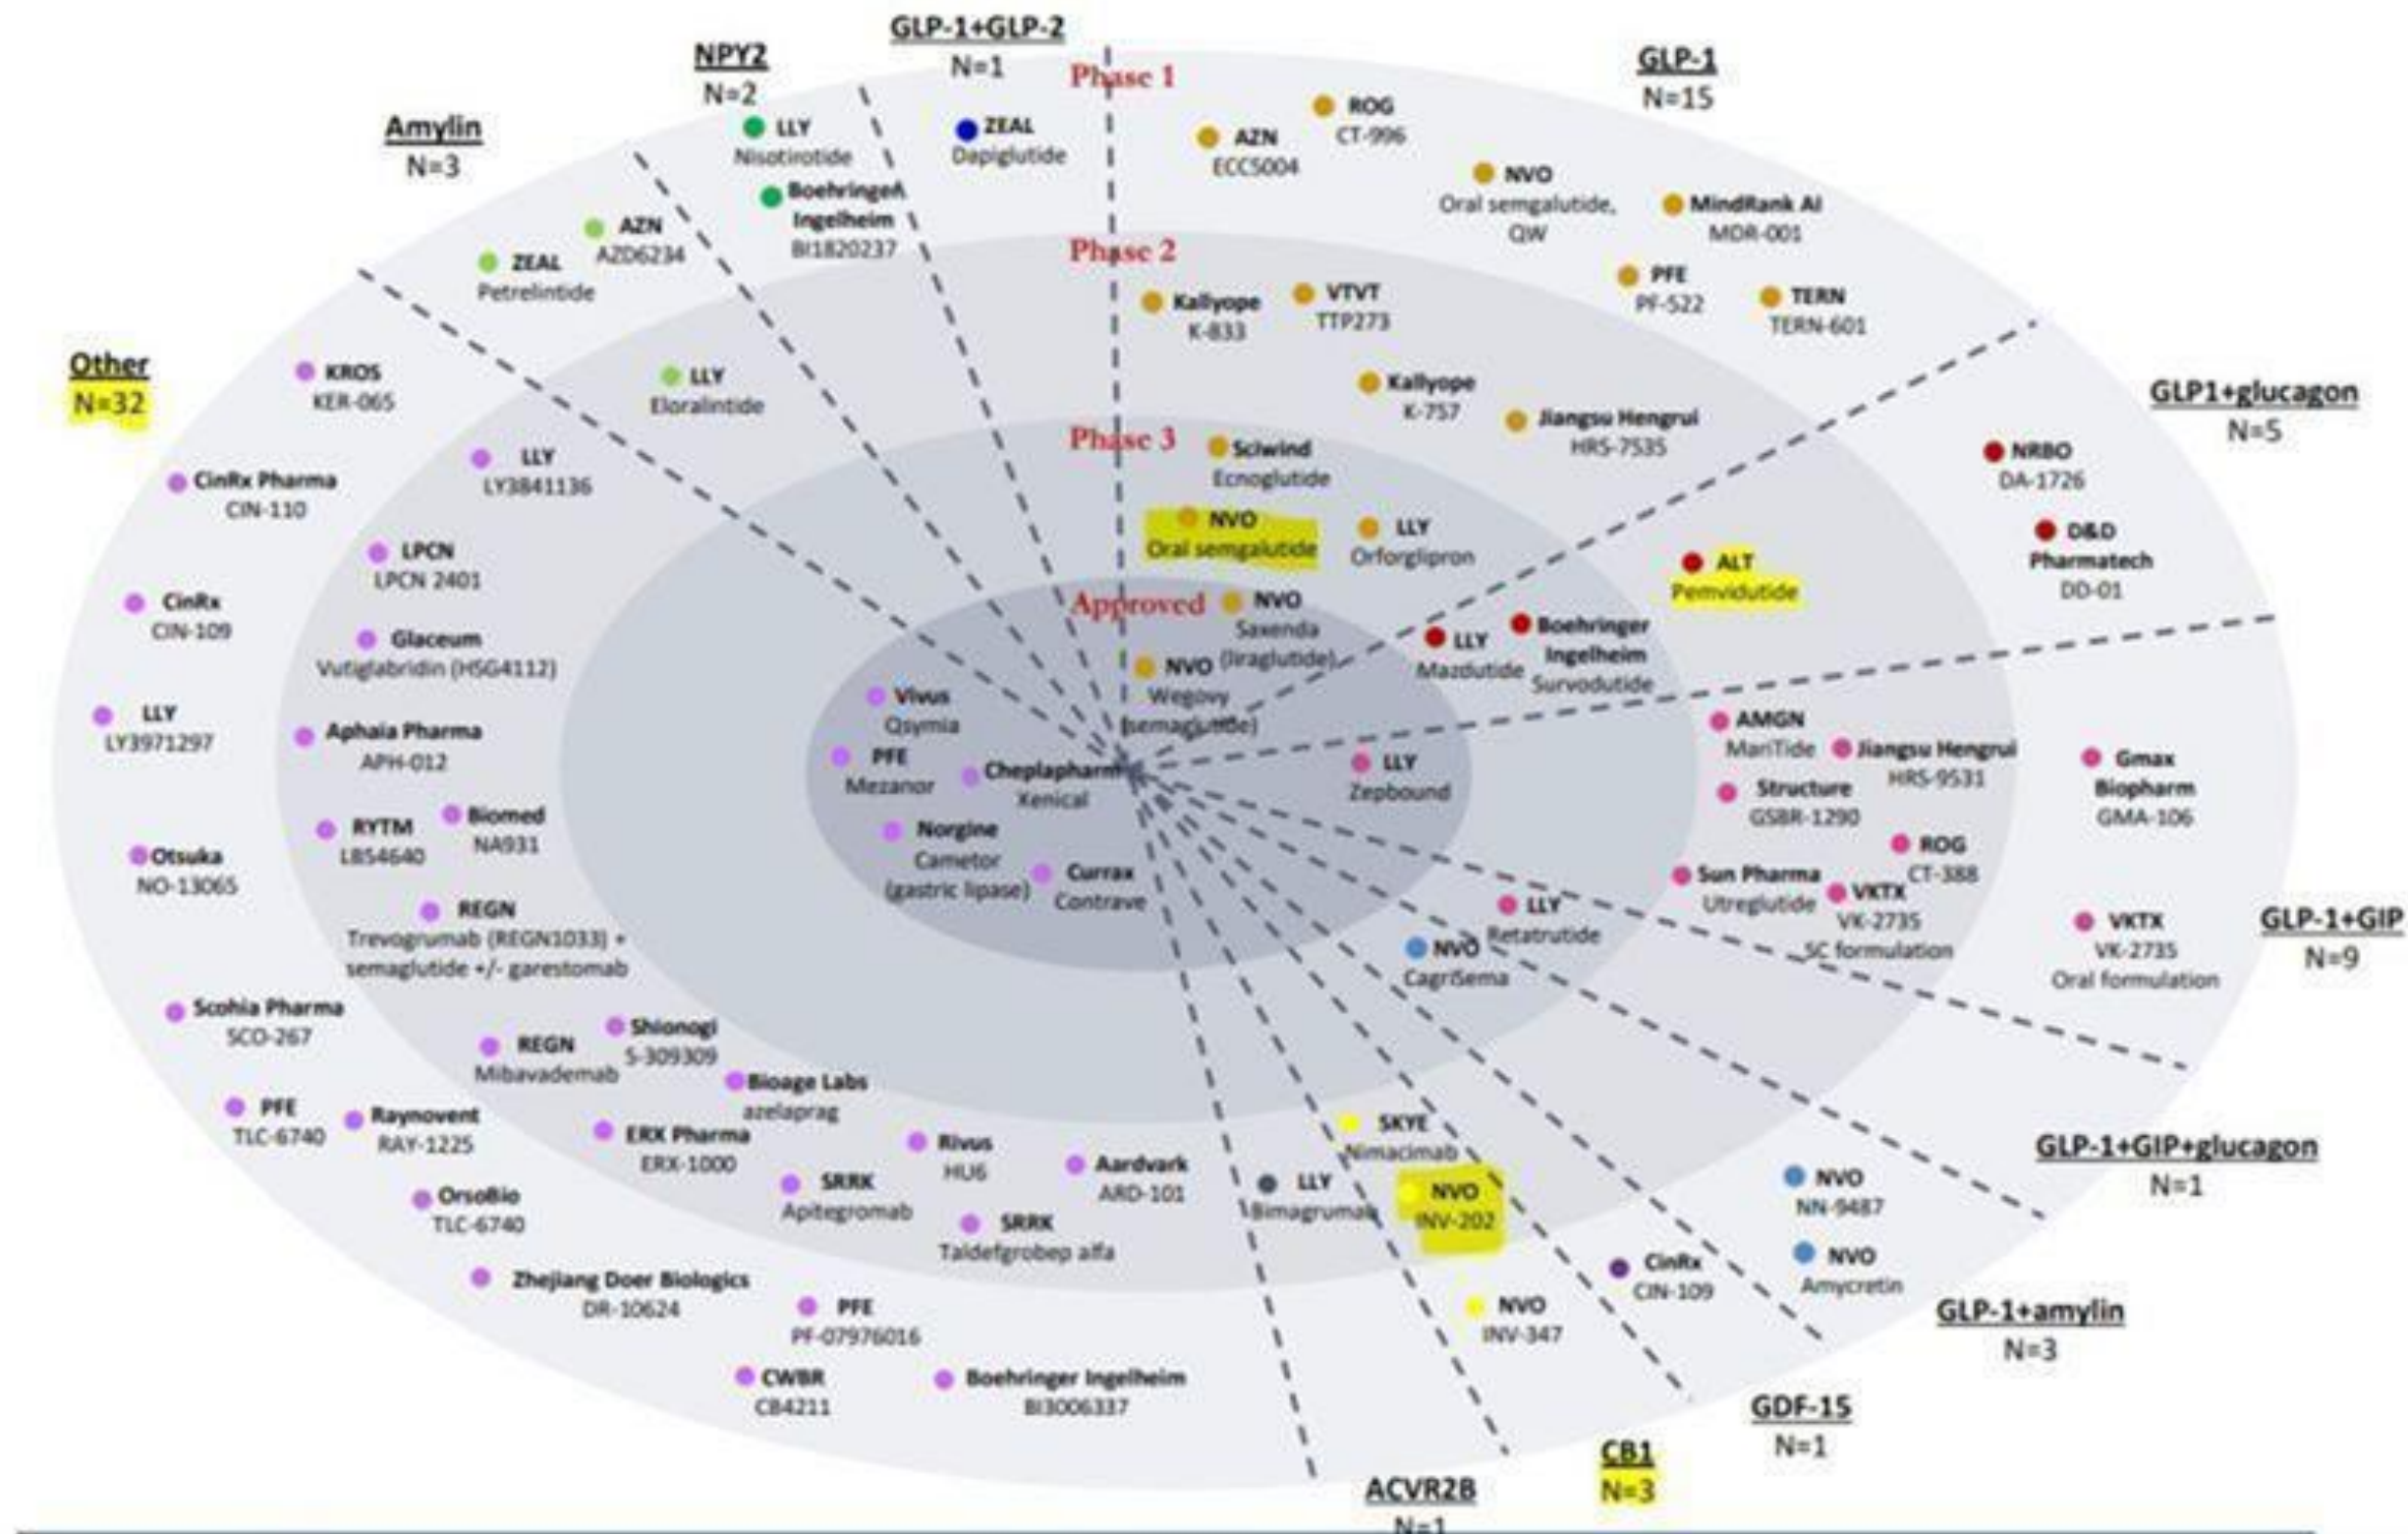 GLP-1+GLP-2
N=1
NPY2
N=2
Amylin
N=3
Other
N=32
GLP-1
N=15
GLP1+glucagon
N=5
GLP-1+GIP
N=9
GLP-1+GIP+glucagon
N=1
GLP-1+amylin
N=3
GDF-15
N=1
CB1
N=3
ACVR2B
N=1
Phase 1
Phase 2
Phase 3
Approved
ZEAL
Dapiglutide
LLY
Nisotirotide
Boehringer
Ingelheim
BI1820237
AZN
AZD6234
ZEAL
Petrelintide
LLY
Eloralintide
ROG
CT-996
AZN
ECC5004
NVO
Oral semgalutide,
QW
MindRank AI
MDR-001
PFE
PF-522
TERN
TERN-601
Kallyope
K-833
VTVT
TTP273
Kallyope
K-757
Jiangsu Hengrui
HRS-7535
Sciwind
Ecnoglutide
NVO
Oral semgalutide
LLY
Orforglipron
NVO
Saxenda
(liraglutide)
NVO
Wegovy
(semaglutide)
NRBO
DA-1726
D&D
Pharmatech
DD-01
ALT
Pemvidutide
LLY
Mazdutide
Boehringer
Ingelheim
Survodutide
AMGN
MariTide
Jiangsu Hengrui
HRS-9531
Structure
GSBR-1290
ROG
CT-388
Sun Pharma
Utreglutide
VKTX
VK-2735
SC formulation
Gmax
Biopharm
GMA-106
VKTX
VK-2735
Oral formulation
LLY
Zepbound
LLY
Retatrutide
NVO
CagriSema
NVO
NN-9487
NVO
Amycretin
CinRx
CIN-109
SKYE
Nimacimab
NVO
INV-202
NVO
INV-347
LLY
Bimagrumab
KROS
KER-065
CinRx Pharma
CIN-110
LLY
LY3841136
LPCN
LPCN 2401
CinRx
CIN-109
Glaceum
Vutiglabridin (HSG4112)
LLY
LY3971297
Aphaia Pharma
APH-012
RYTM
LB54640
Biomed
NA931
Otsuka
NO-13065
REGN
Trevogrumab (REGN1033) +
semaglutide +/- garestomab
Scohia Pharma
SCO-267
REGN
Mibavademab
Shionogi
S-309309
Bioage Labs
azelaprag
PFE
TLC-6740
Raynovent
RAY-1225
ERX Pharma
ERX-1000
Rivus
HU6
Aardvark
ARD-101
SRRK
Apitegromab
SRRK
Taldefgrobep alfa
OrsoBio
TLC-6740
Zhejiang Doer Biologics
DR-10624
PFE
PF-07976016
CWBR
CB4211
Boehringer Ingelheim
BI3006337
Vivus
Qsymia
PFE
Mezanor
Cheplapharm
Xenical
Norgine
Cametor
(gastric lipase)
Currax
Contrave